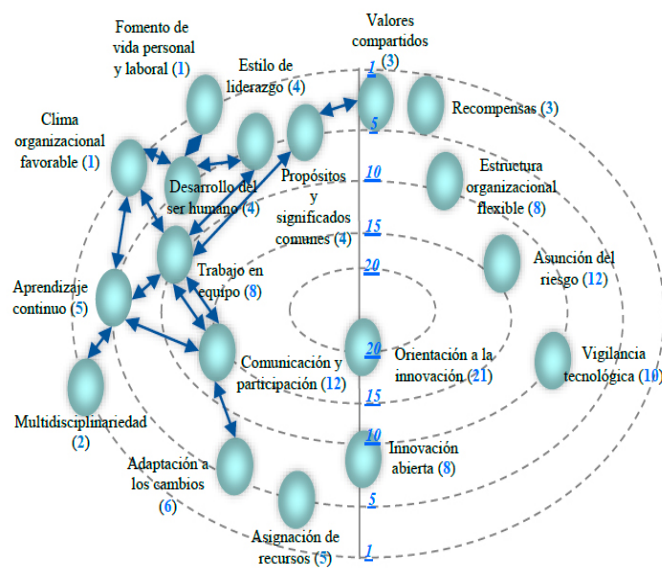 Fomento de
vida personal
y laboral (1)
Estilo de
liderazgo (4)
Valores
compartidos
(3)
Recompensas (3)
Clima
organizacional
favorable (1)
Desarrollo del
ser humano (4)
Propósitos
y
significados
comunes (4)
Estructura
organizacional
flexible (8)
Asunción del
riesgo (12)
Trabajo en
equipo (8)
Aprendizaje
continuo (5)
Comunicación y
participación (12)
Orientación a la
innovación (21)
Vigilancia
tecnológica (10)
Multidisciplinariedad
(2)
Adaptación a
los cambios
(6)
Innovación
abierta (8)
Asignación de
recursos (5)
1
5
10
15
20
20
15
10
5
1